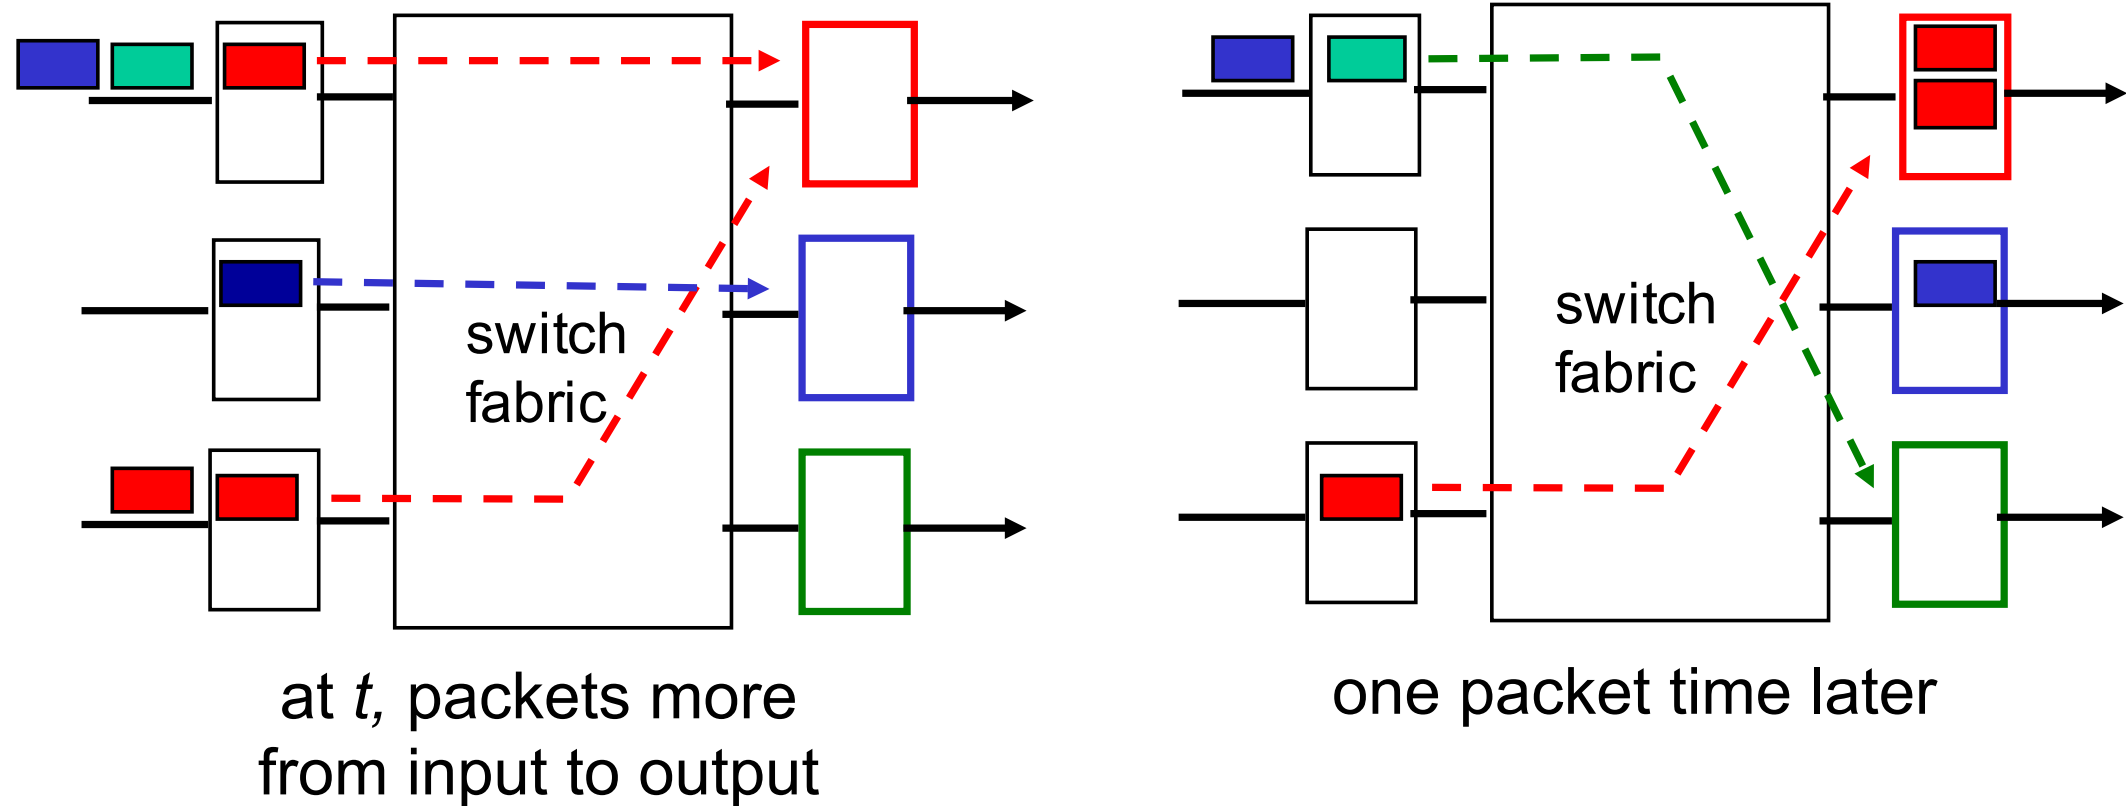 switch
fabric
at t, packets more
from input to output
switch
fabric
one packet time later